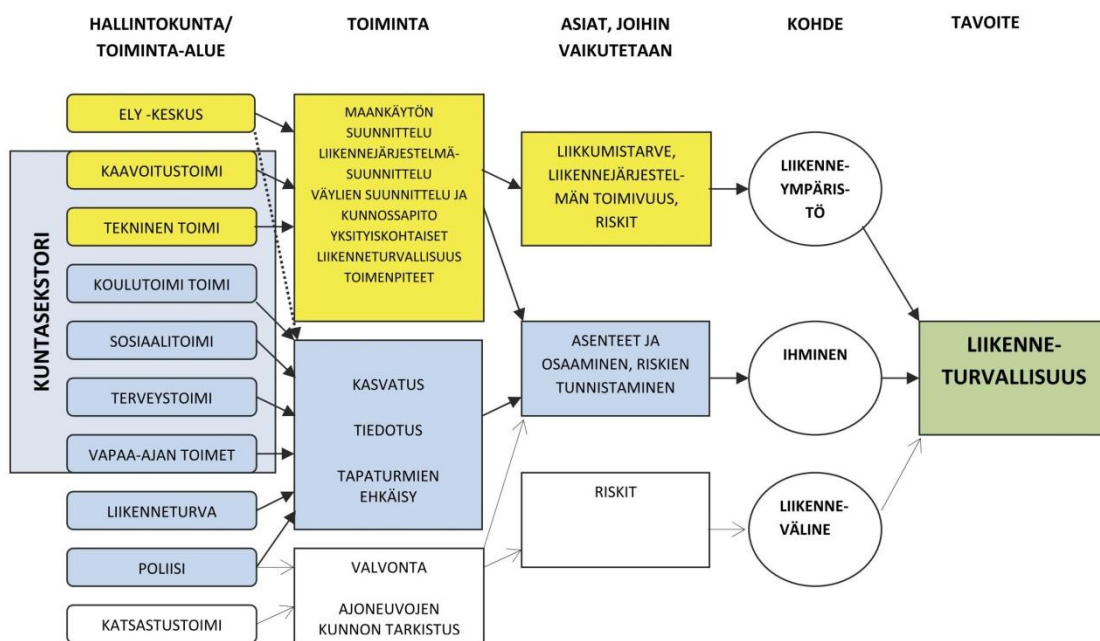 HALLINTOKUNTA/
TOIMINTA-ALUE
TOIMINTA
ASIAT, JOIHIN
VAIKUTETAAN
KOHDE
TAVOITE
KUNTASEKSTORI
ELY -KESKUS
KAAVOITUSTOIMI
TEKNINEN TOIMI
KOULUTOIMI TOIMI
SOSIAALITOIMI
TERVEYSTOIMI
VAPAA-AJAN TOIMET
LIIKENNETURVA
POLIISI
KATSASTUSTOIMI
MAANKÄYTÖN
SUUNNITTELU
LIIKENNEJÄRJESTELMÄ-
SUUNNITTELU
VÄYLIEN SUUNNITTELU JA
KUNNOSSAPITO
YKSITYISKOHTAISET
LIIKENNETURVALLISUUS
TOIMENPITEET
KASVATUS
TIEDOTUS
TAPATURMIEN
EHKÄISY
VALVONTA
AJONEUVOJEN
KUNNON TARKISTUS
LIIKKUMISTARVE,
LIIKENNEJÄRJESTEL-
MÄN TOIMIVUUS,
RISKIT
ASENTEET JA
OSAAMINEN, RISKIEN
TUNNISTAMINEN
RISKIT
LIIKENNE-
YMPÄRIS-
TÖ
IHMINEN
LIIKENNE-
VÄLINE
LIIKENNE-
TURVALLISUUS